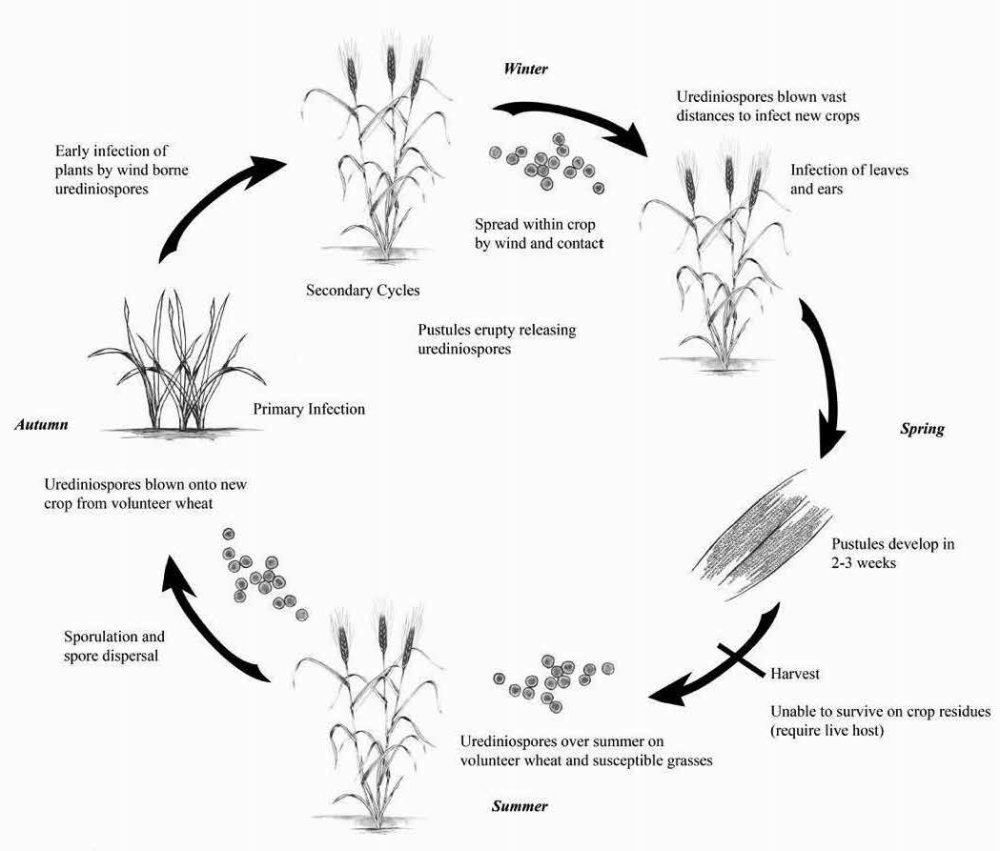 Winter
Urediniospores blown vast
distances to infect new crops
Early infection of
plants by wind borne
urediniospores
Infection of leaves
and ears
Spread within crop
by wind and contact
Secondary Cycles
Pustules erupty releasing
urediniospores
Primary Infection
Autumn
Spring
Urediniospores blown onto new
crop from volunteer wheat
Pustules develop in
2-3 weeks
Sporulation and
spore dispersal
Harvest
Unable to survive on crop residues
(require live host)
Urediniospores over summer on
volunteer wheat and susceptible grasses
Summer